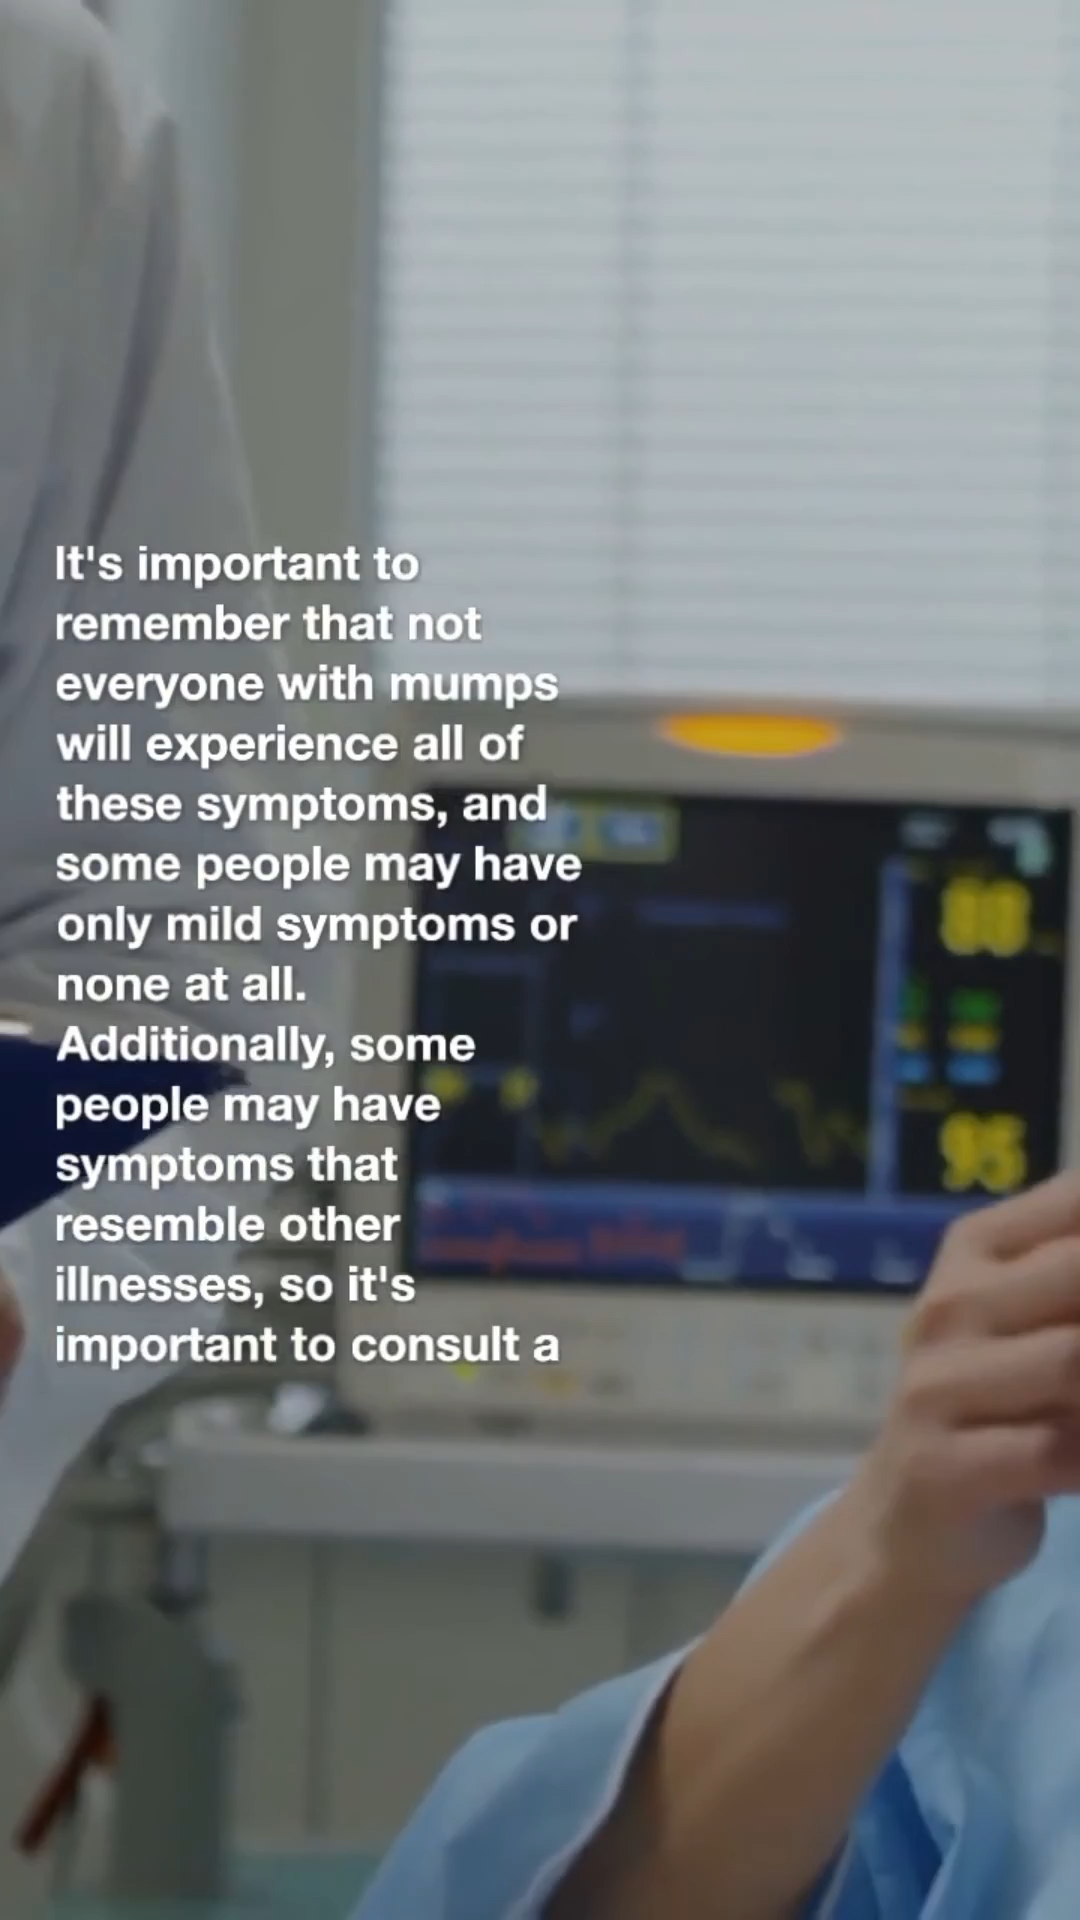 It's important to
remember that not
everyone with mumps
will experience all of
these symptoms, and
some people may have
only mild symptoms or
none at all.
Additionally, some
people may have
symptoms that
resemble other
illnesses, so it's
important to consult a
88
95